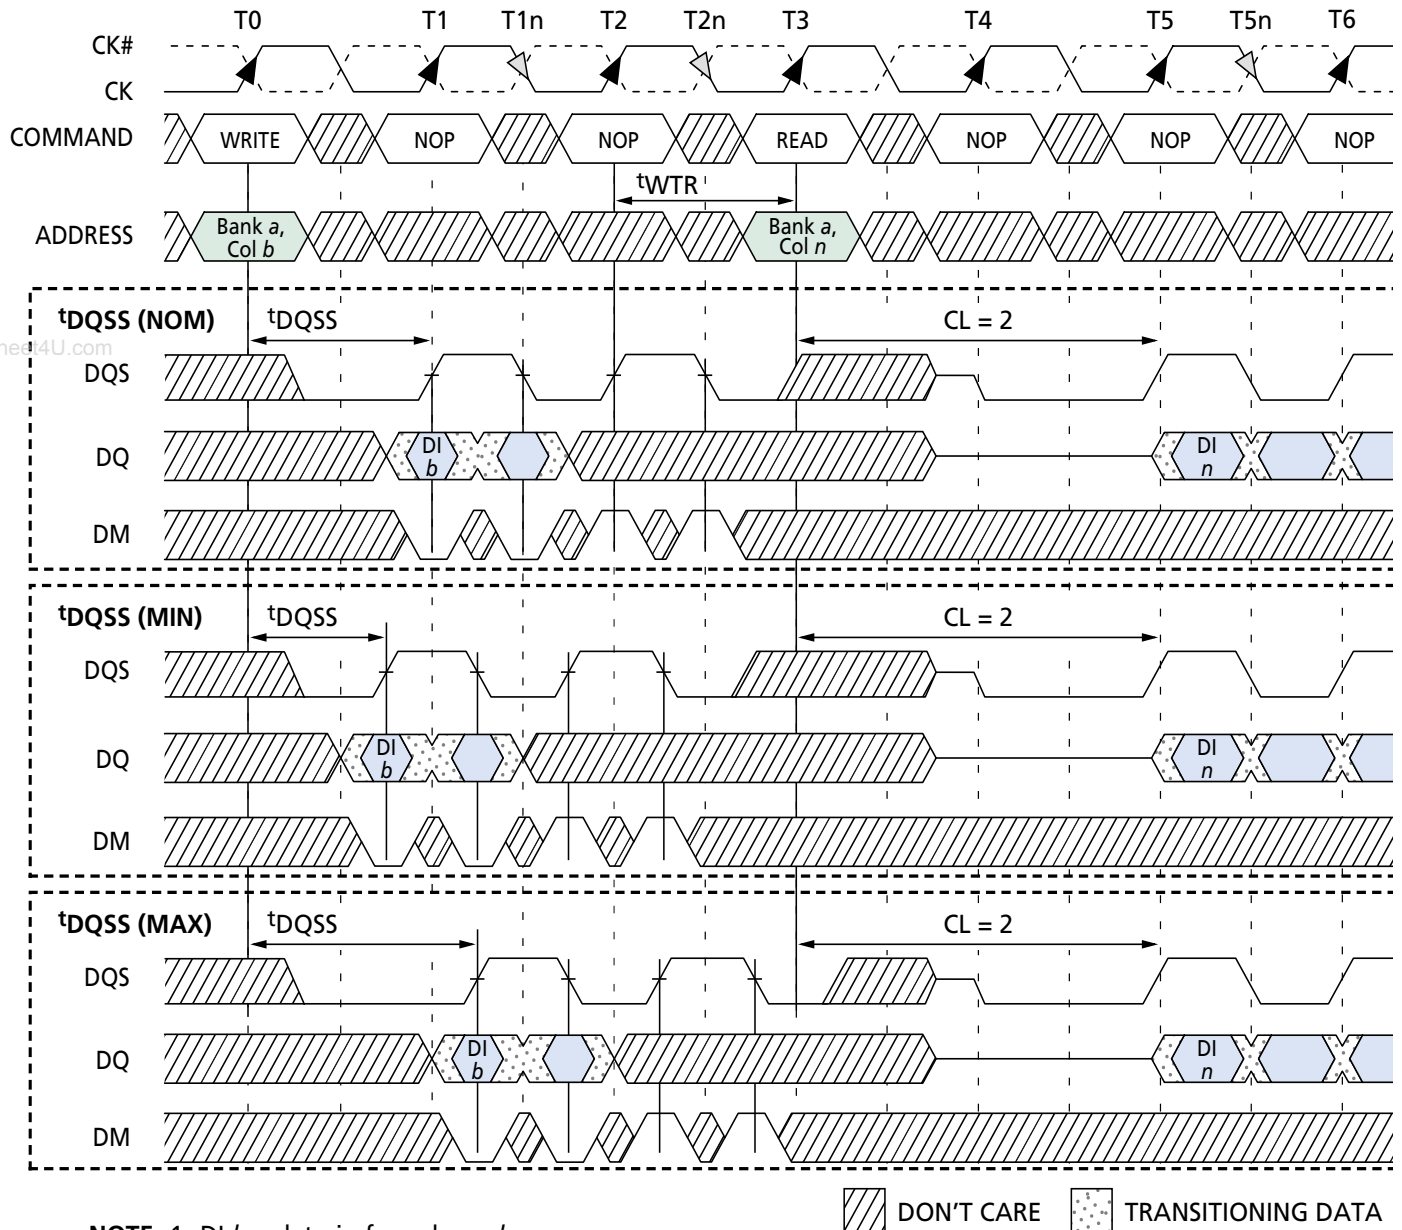 T0 T1 T1n T2 T2n T3 T4 T5 T5n T6
CK#
CK
COMMAND WRITE NOP NOP READ NOP NOP NOP
tWTR
ADDRESS Bank a, Col b Bank a, Col n
tDQSS (NOM) tDQSS CL = 2
heet4U.com
DQS
DQ DI b DI n
DM
tDQSS (MIN) tDQSS CL = 2
DQS
DQ DI b DI n
DM
tDQSS (MAX) tDQSS CL = 2
DQS
DQ DI b DI n
DM
DON'T CARE TRANSITIONING DATA